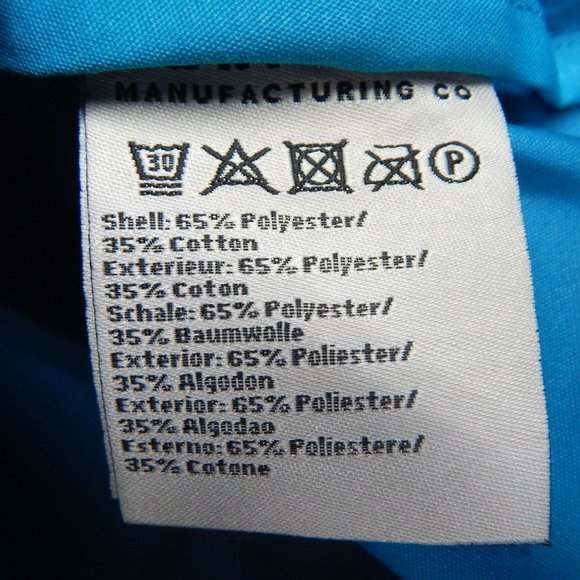 MANUFACTURING CO
30 P
Shell: 65% Polyester/
35% Cotton
Exterieur: 65% Polyester/
35% Coton
Schale: 65% Polyester/
35% Baumwolle
Exterior: 65% Poliester/
35% Algodon
Exterior: 65% Poliester/
35% Algodao
Esterno: 65% Poliestere/
35% Cotone